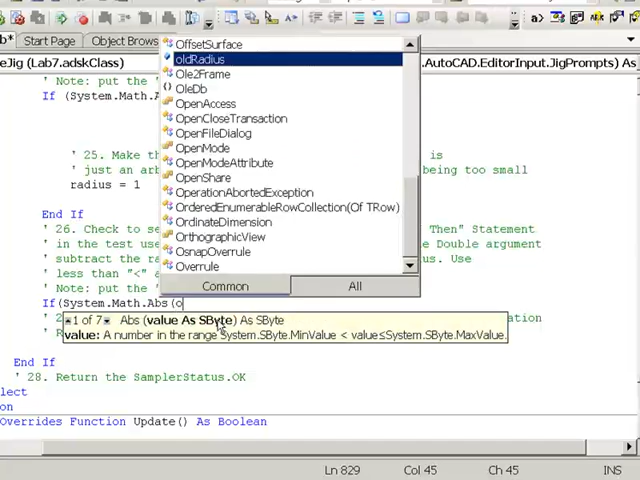 b* Start Page Object Brows
eJig (Lab7.adskClass) .AutoCAD.EditorInput.JigPrompts) As
OffsetSurface
oldRadius
Ole2Frame
OleDb
OpenAccess
OpenCloseTransaction
OpenFileDialog
OpenMode
OpenModeAttribute
OpenShare
OperationAbortedException
OrderedEnumerableRowCollection(Of TRow)
OrdinateDimension
OrthographicView
OsnapOverrule
Overrule
Common All
' Note: put the '
If (System.Math.A
' 25. Make th is
' just an arb being too small
radius = 1
End If
' 26. Check to se Then" Statement
' in the test use e Double argument
' subtract the re s. Use
' less than "<" a
' Note: put the '
If(System.Math.Abs(o
1 of 7 Abs (value As SByte) As SByte
value: A number in the range System.SByte.MinValue < value≤System.SByte.MaxValue.
' 2 ation
' R
End If
' 28. Return the SamplerStatus.OK
lect
on
Overrides Function Update() As Boolean
Ln 829 Col 45 Ch 45 INS